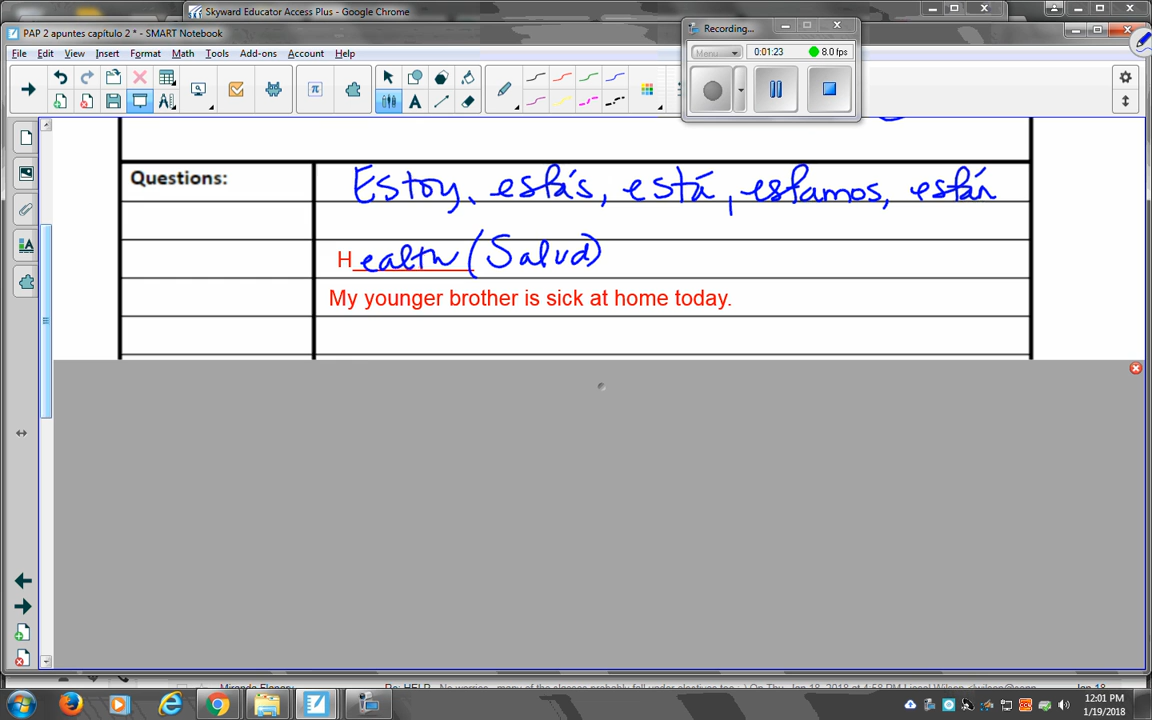 Skyward Educator Access Plus - Google Chrome
PAP 2 apuntes capítulo 2 * - SMART Notebook
Recording...
File Edit View Insert Format Math Tools Add-ons Account Help
Menu 0:01:23 8.0 fps
Questions: Estoy, estás, está, estamos, están
Health (Salud)
My younger brother is sick at home today.
12:01 PM
1/19/2018